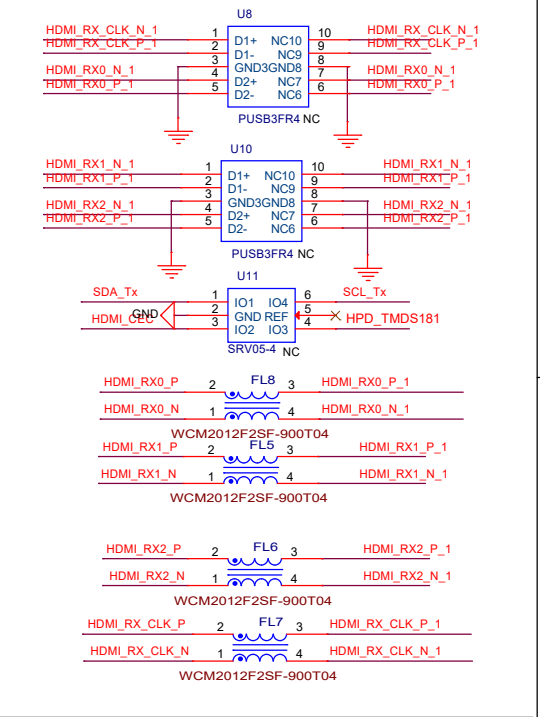 U8
HDMI_RX_CLK_N_1 1 D1+ NC10 10 HDMI_RX_CLK_N_1
HDMI_RX_CLK_P_1 2 D1- NC9 9 HDMI_RX_CLK_P_1
3 GND3GND8 8
HDMI_RX0_N_1 4 D2+ NC7 7 HDMI_RX0_N_1
HDMI_RX0_P_1 5 D2- NC6 6 HDMI_RX0_P_1
PUSB3FR4 NC
U10
HDMI_RX1_N_1 1 D1+ NC10 10 HDMI_RX1_N_1
HDMI_RX1_P_1 2 D1- NC9 9 HDMI_RX1_P_1
3 GND3GND8 8
HDMI_RX2_N_1 4 D2+ NC7 7 HDMI_RX2_N_1
HDMI_RX2_P_1 5 D2- NC6 6 HDMI_RX2_P_1
PUSB3FR4 NC
U11
SDA_Tx 1 IO1 IO4 6 SCL_Tx
GND 2 GND REF 5
HDMI_CEC 3 IO2 IO3 4 HPD_TMDS181
SRV05-4 NC
HDMI_RX0_P 2 FL8 3 HDMI_RX0_P_1
HDMI_RX0_N 1 4 HDMI_RX0_N_1
WCM2012F2SF-900T04
HDMI_RX1_P 2 FL5 3 HDMI_RX1_P_1
HDMI_RX1_N 1 4 HDMI_RX1_N_1
WCM2012F2SF-900T04
HDMI_RX2_P 2 FL6 3 HDMI_RX2_P_1
HDMI_RX2_N 1 4 HDMI_RX2_N_1
WCM2012F2SF-900T04
HDMI_RX_CLK_P 2 FL7 3 HDMI_RX_CLK_P_1
HDMI_RX_CLK_N 1 4 HDMI_RX_CLK_N_1
WCM2012F2SF-900T04